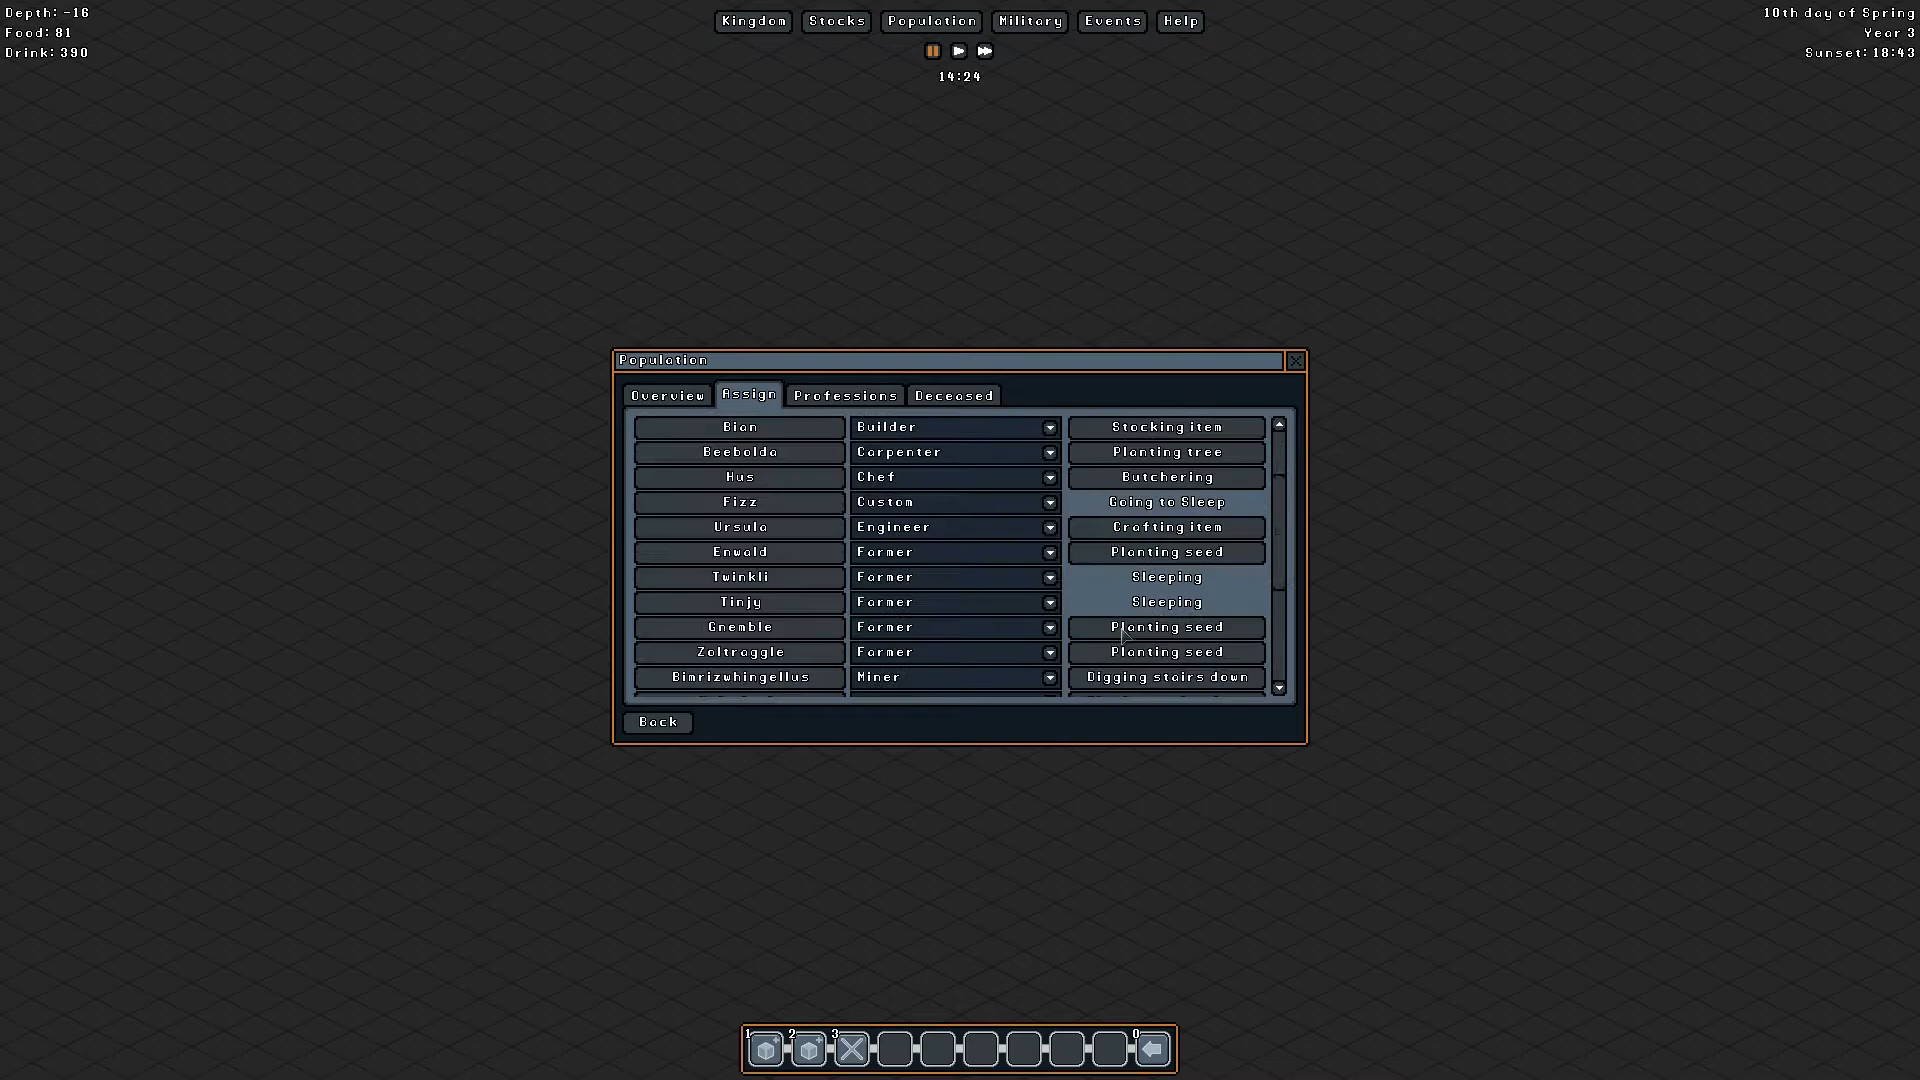 Depth: -16
Food: 81
Drink: 390
Kingdom Stocks Population Military Events Help
14:24
10th day of Spring
Year 3
Sunset: 18:43
Population
Overview Assign Professions Deceased
Bian Builder Stocking item
Beebolda Carpenter Planting tree
Hus Chef Butchering
Fizz Custom Going to Sleep
Ursula Engineer Crafting item
Enwald Farmer Planting seed
Twinkli Farmer Sleeping
Tinjy Farmer Sleeping
Gnemble Farmer Planting seed
Zoltraggle Farmer Planting seed
Bimrizwhingellus Miner Digging stairs down
Back
1 2 3 0